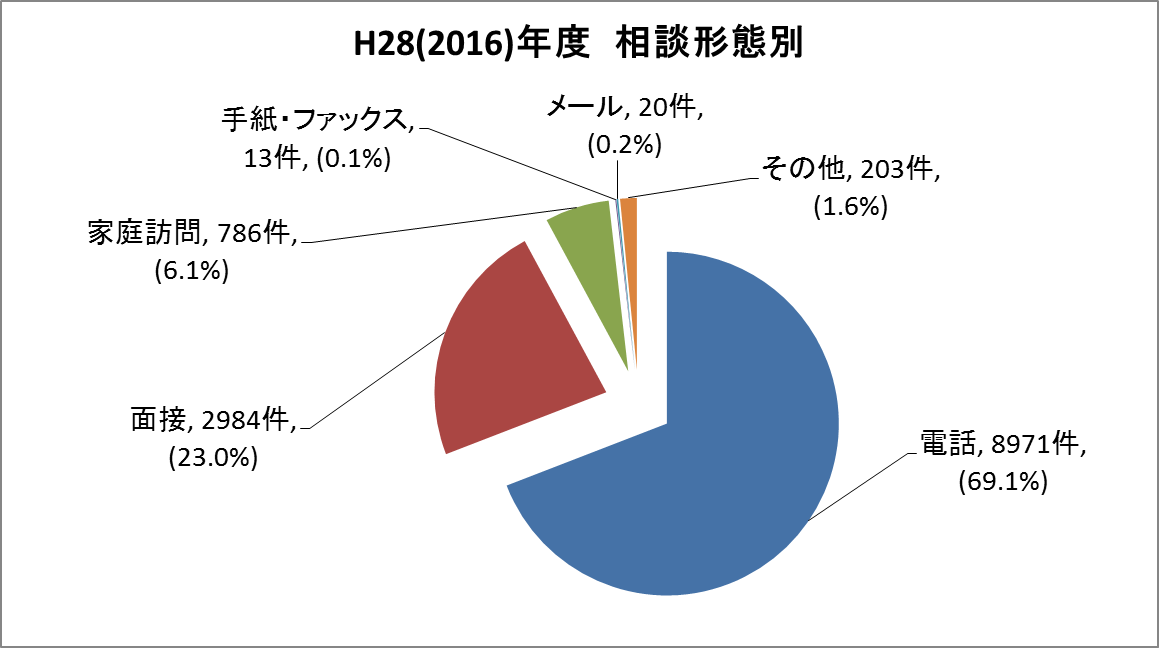 H28(2016)年度　相談形態別
手紙・ファックス,
13件, (0.1%)
メール, 20件,
(0.2%)
その他, 203件,
(1.6%)
家庭訪問, 786件,
(6.1%)
面接, 2984件,
(23.0%)
電話, 8971件,
(69.1%)